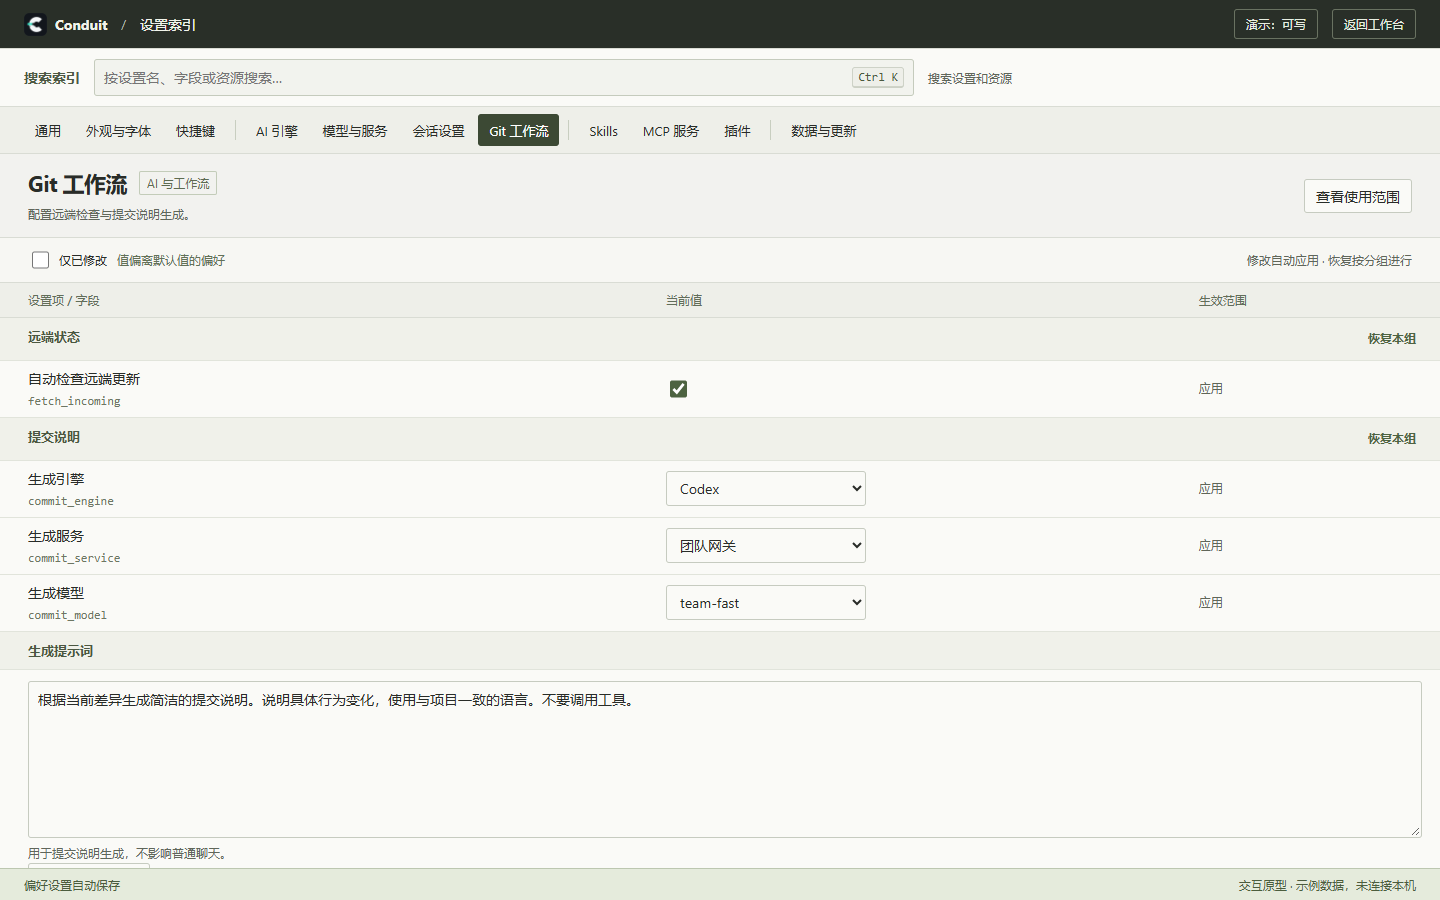 Conduit / 设置索引
演示：可写
返回工作台
搜索索引
按设置名、字段或资源搜索...
Ctrl K
搜索设置和资源
通用
外观与字体
快捷键
AI 引擎
模型与服务
会话设置
Git 工作流
Skills
MCP 服务
插件
数据与更新
Git 工作流
AI 与工作流
配置远端检查与提交说明生成。
查看使用范围
仅已修改 值偏离默认值的偏好
修改自动应用 · 恢复按分组进行
设置项 / 字段
当前值
生效范围
远端状态
恢复本组
自动检查远端更新
fetch_incoming
应用
提交说明
恢复本组
生成引擎
commit_engine
Codex
应用
生成服务
commit_service
团队网关
应用
生成模型
commit_model
team-fast
应用
生成提示词
根据当前差异生成简洁的提交说明。说明具体行为变化，使用与项目一致的语言。不要调用工具。
用于提交说明生成，不影响普通聊天。
偏好设置自动保存
交互原型 · 示例数据，未连接本机